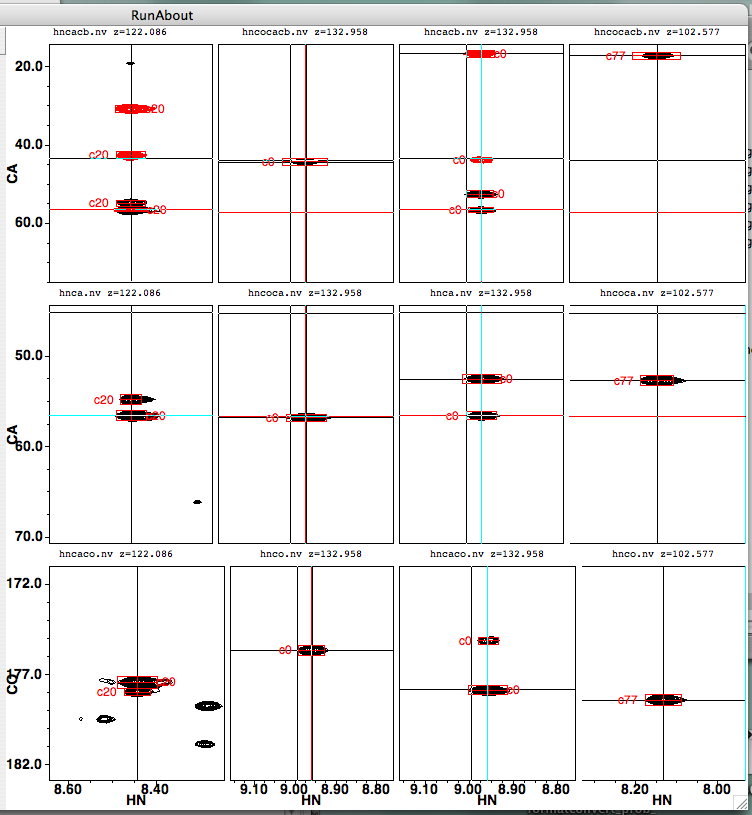 RunAbout
hncacb.nv z=122.086 hncocacb.nv z=132.958 hncacb.nv z=132.958 hncocacb.nv z=102.577
20.0
40.0
60.0
CA
c20
c20
c20
c0
c0
c0
c0
c77
hnca.nv z=122.086 hncoca.nv z=132.958 hnca.nv z=132.958 hncoca.nv z=102.577
50.0
60.0
70.0
CA
c20
c0
c0
c0
c77
hncaco.nv z=122.086 hnco.nv z=132.958 hncaco.nv z=132.958 hnco.nv z=102.577
172.0
177.0
182.0
CO
c20
c0
c0
c0
c77
8.60 8.40 9.10 9.00 8.90 8.80 9.10 9.00 8.90 8.80 8.20 8.00
HN HN HN HN